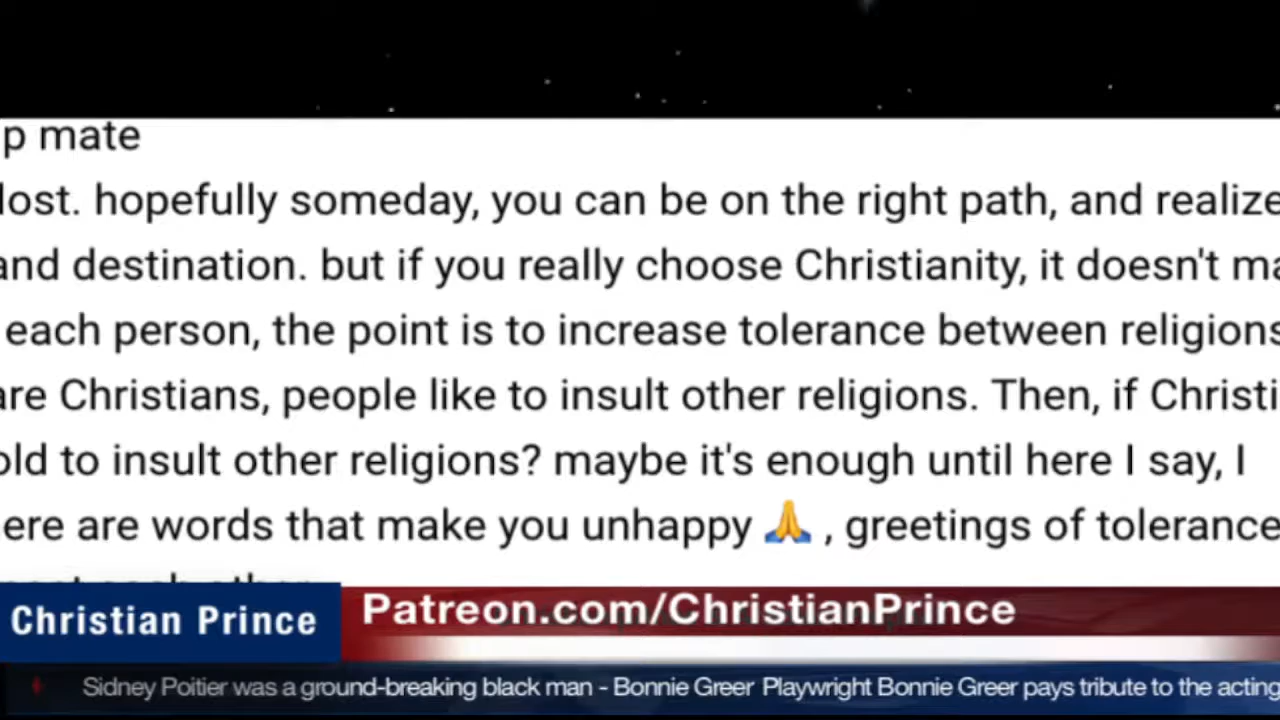 p mate
lost. hopefully someday, you can be on the right path, and realize
and destination. but if you really choose Christianity, it doesn't ma
each person, the point is to increase tolerance between religions
are Christians, people like to insult other religions. Then, if Christi
old to insult other religions? maybe it's enough until here I say, I
ere are words that make you unhappy 🙏 , greetings of tolerance
each other
Christian Prince
Patreon.com/ChristianPrince
Sidney Poitier was a ground-breaking black man - Bonnie Greer Playwright Bonnie Greer pays tribute to the acting